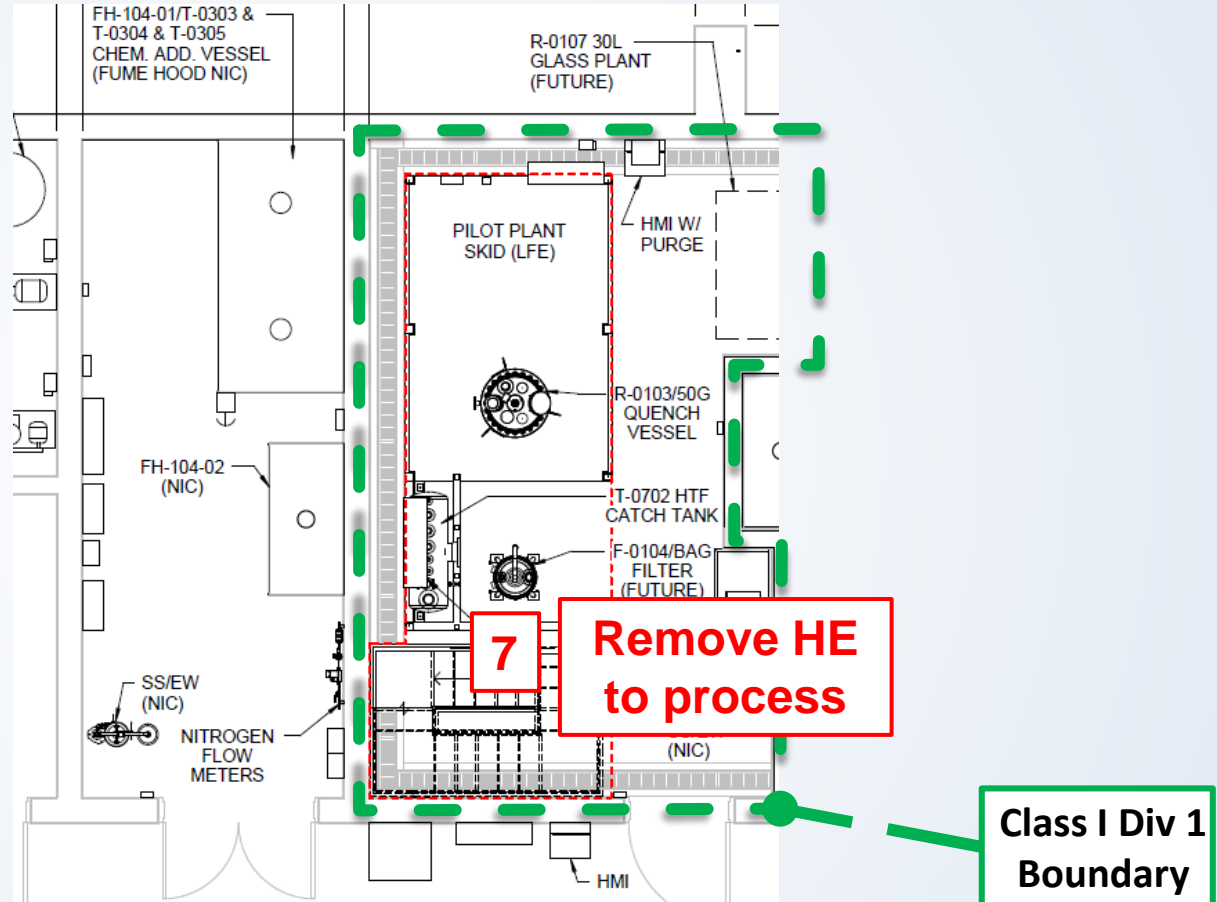 FH-104-01/T-0303 &
T-0304 & T-0305
CHEM. ADD. VESSEL
(FUME HOOD NIC)
R-0107 30L
GLASS PLANT
(FUTURE)
PILOT PLANT
SKID (LFE)
HMI W/
PURGE
R-0103/50G
QUENCH
VESSEL
FH-104-02
(NIC)
T-0702 HTF
CATCH TANK
F-0104/BAG
FILTER
(FUTURE)
7
Remove HE
to process
SS/EW
(NIC)
NITROGEN
FLOW
METERS
(NIC)
HMI
Class I Div 1
Boundary